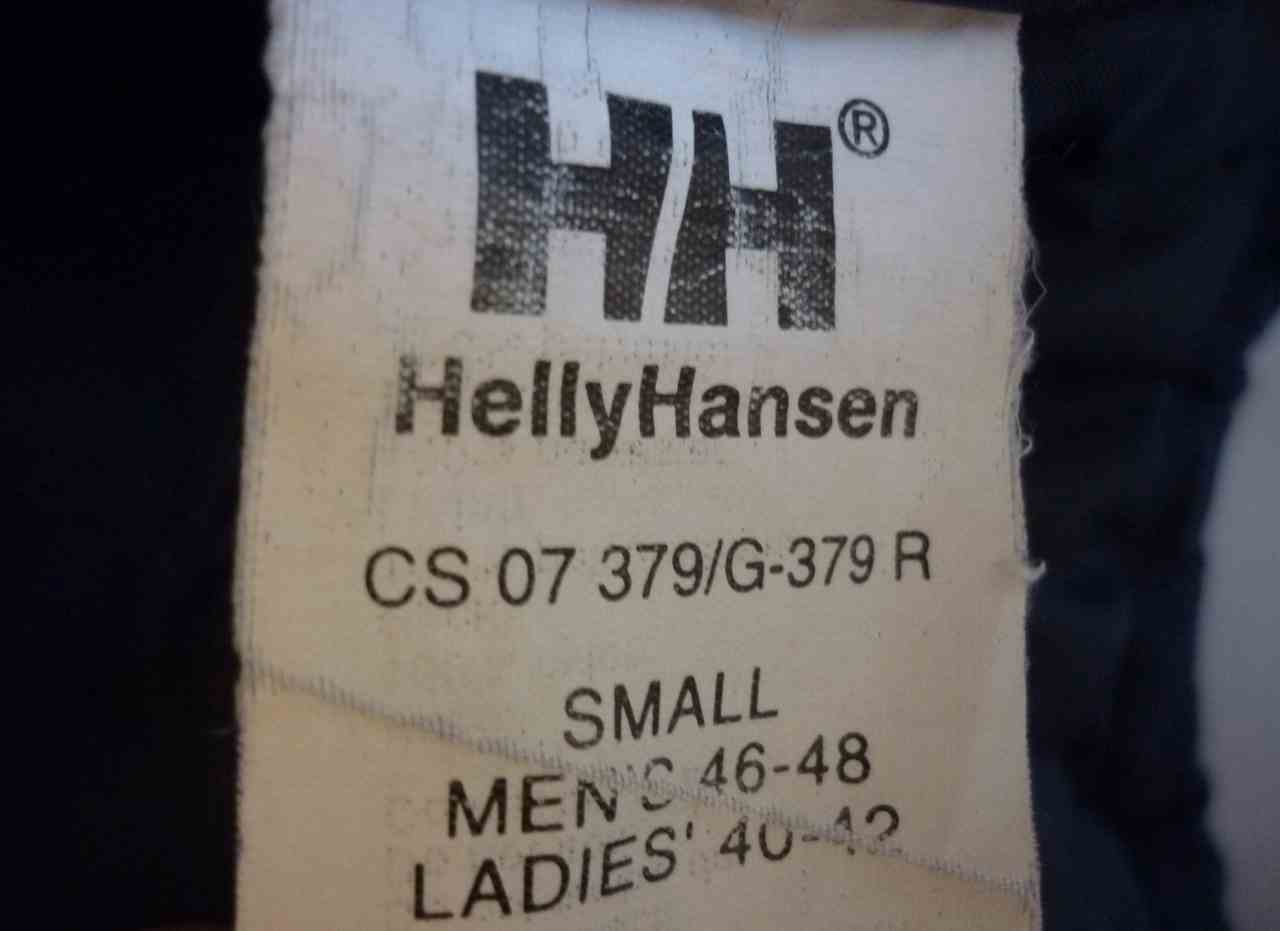 HH®
HellyHansen
CS 07 379/G-379 R
SMALL
MEN'S 46-48
LADIES' 40-42